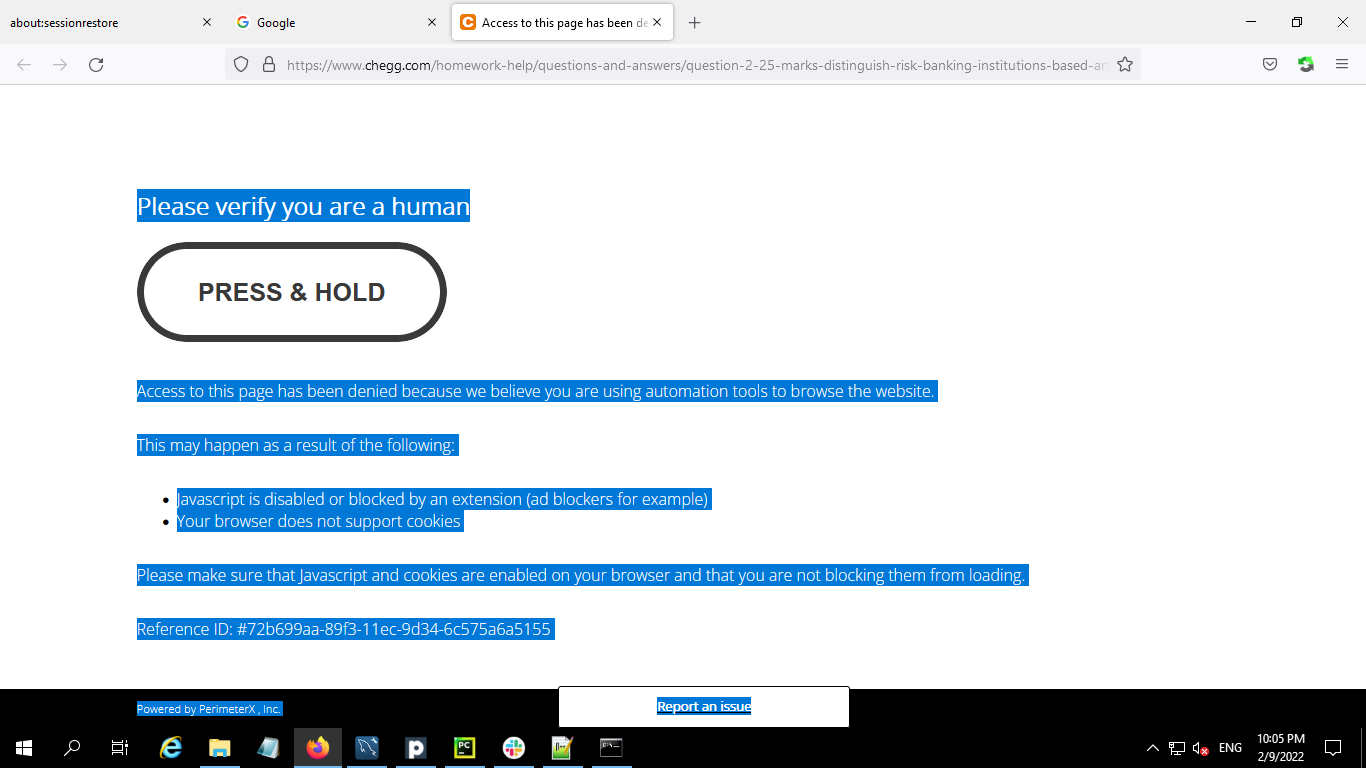 about:sessionrestore
Google
Access to this page has been de
https://www.chegg.com/homework-help/questions-and-answers/question-2-25-marks-distinguish-risk-banking-institutions-based-an
Please verify you are a human
PRESS & HOLD
Access to this page has been denied because we believe you are using automation tools to browse the website.
This may happen as a result of the following:
Javascript is disabled or blocked by an extension (ad blockers for example)
Your browser does not support cookies
Please make sure that Javascript and cookies are enabled on your browser and that you are not blocking them from loading.
Reference ID: #72b699aa-89f3-11ec-9d34-6c575a6a5155
Powered by PerimeterX , Inc.
Report an issue
ENG
10:05 PM
2/9/2022